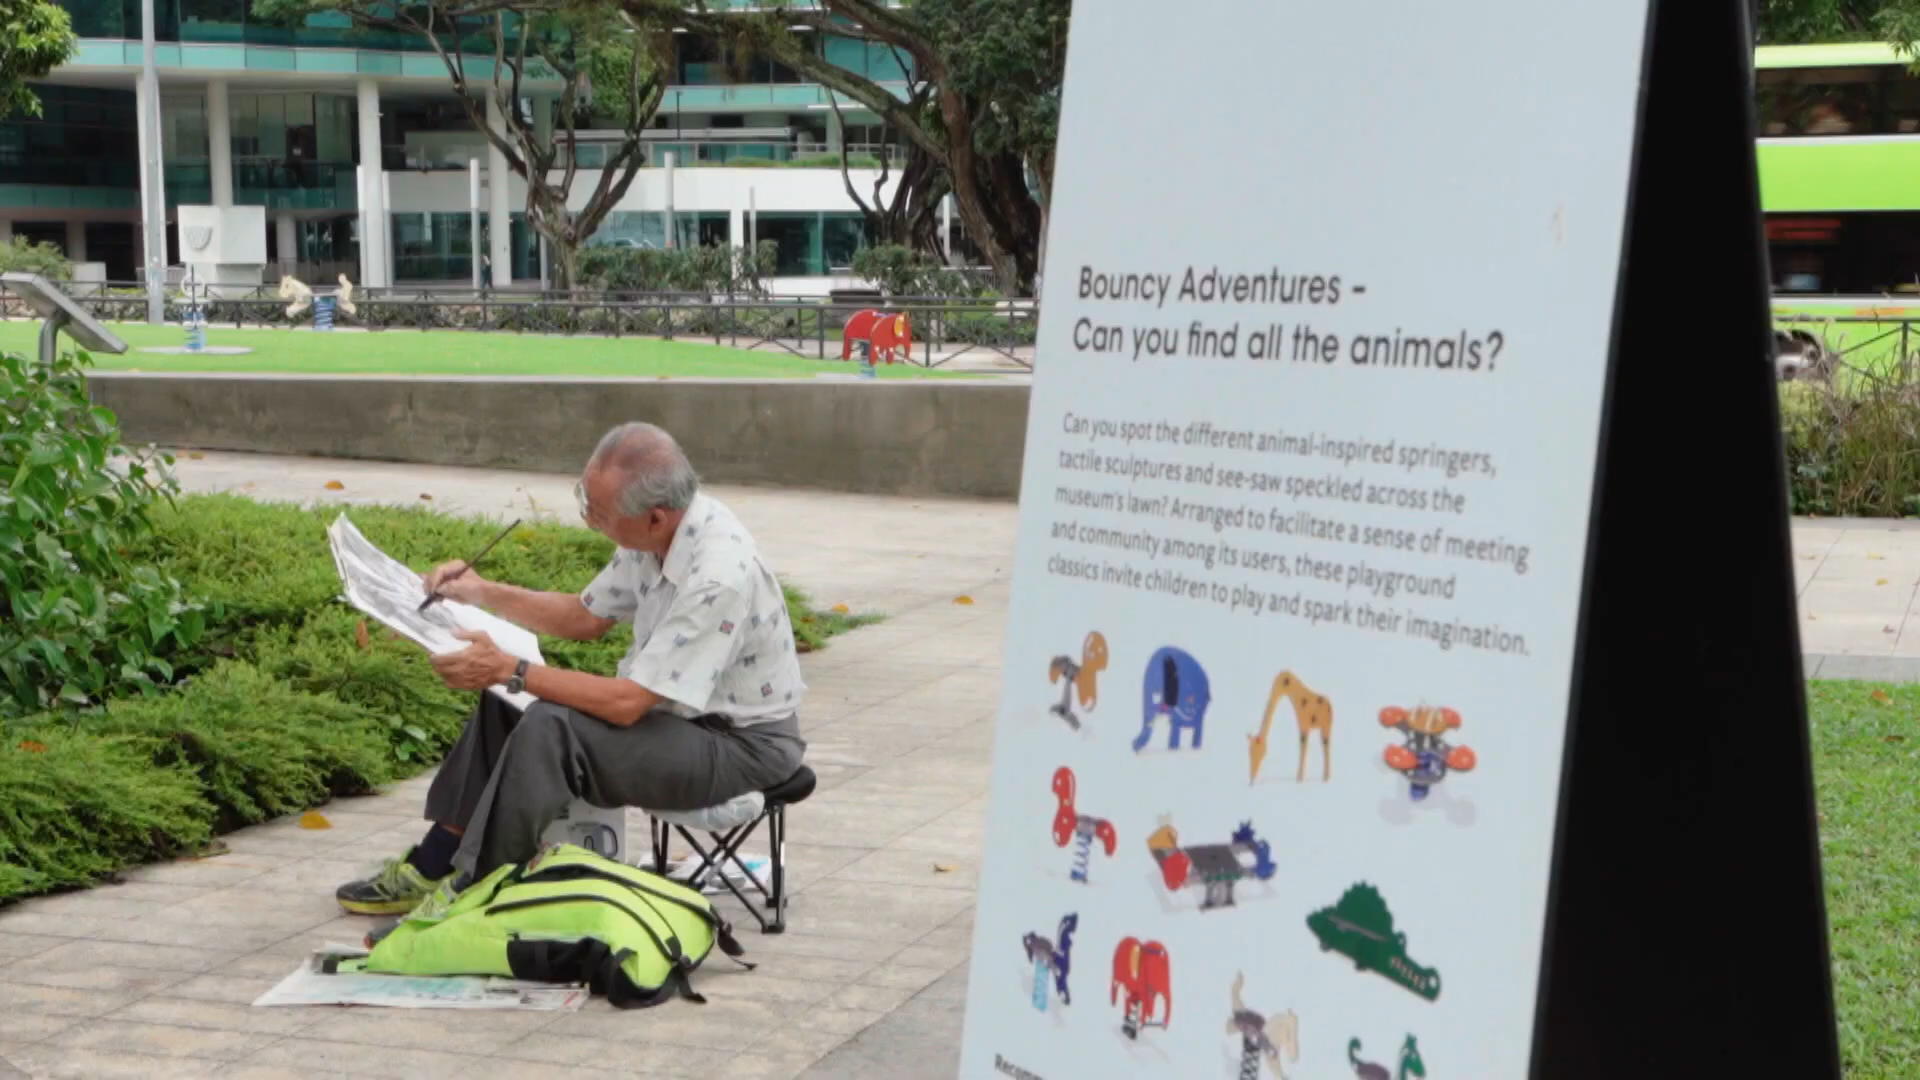 Bouncy Adventures –
Can you find all the animals?
Can you spot the different animal-inspired springers,
tactile sculptures and see-saw speckled across the
museum's lawn? Arranged to facilitate a sense of meeting
and community among its users, these playground
classics invite children to play and spark their imagination.